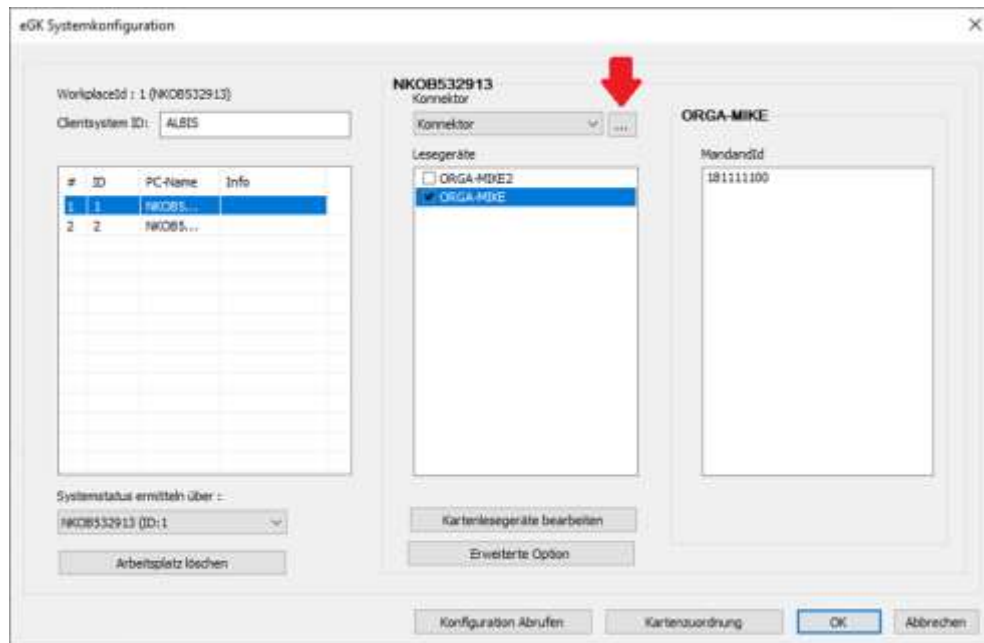 eGK Systemkonfiguration
WorkplaceId : 1 (NKOB532913)
Clientsystem ID: ALBIS
# ID PC-Name Info
1 1 NKOB5...
2 2 NKOB5...
Systemstatus ermitteln über :
NKOB532913 (ID:1
Arbeitsplatz löschen
NKOB532913
Konnektor
Konnektor ...
Lesegeräte
ORGA-MIKE2
ORGA-MIKE
Kartenlesegeräte bearbeiten
Erweiterte Option
ORGA-MIKE
MandandId
181111100
Konfiguration Abrufen
Kartenzuordnung
OK
Abbrechen